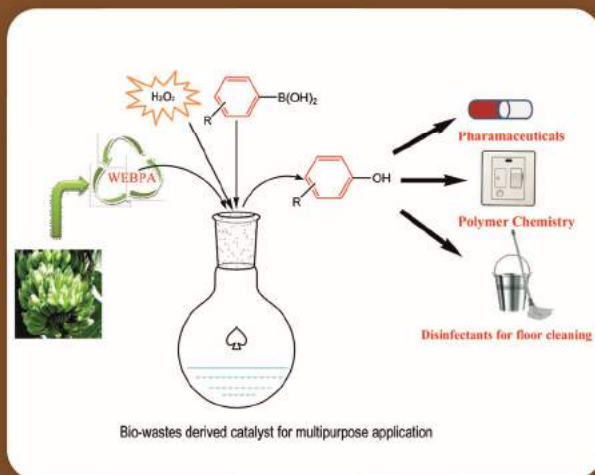 H₂O₂
B(OH)₂
R
WEBPA
OH
R
Pharamaceuticals
Polymer Chemistry
Disinfectants for floor cleaning
Bio-wastes derived catalyst for multipurpose application